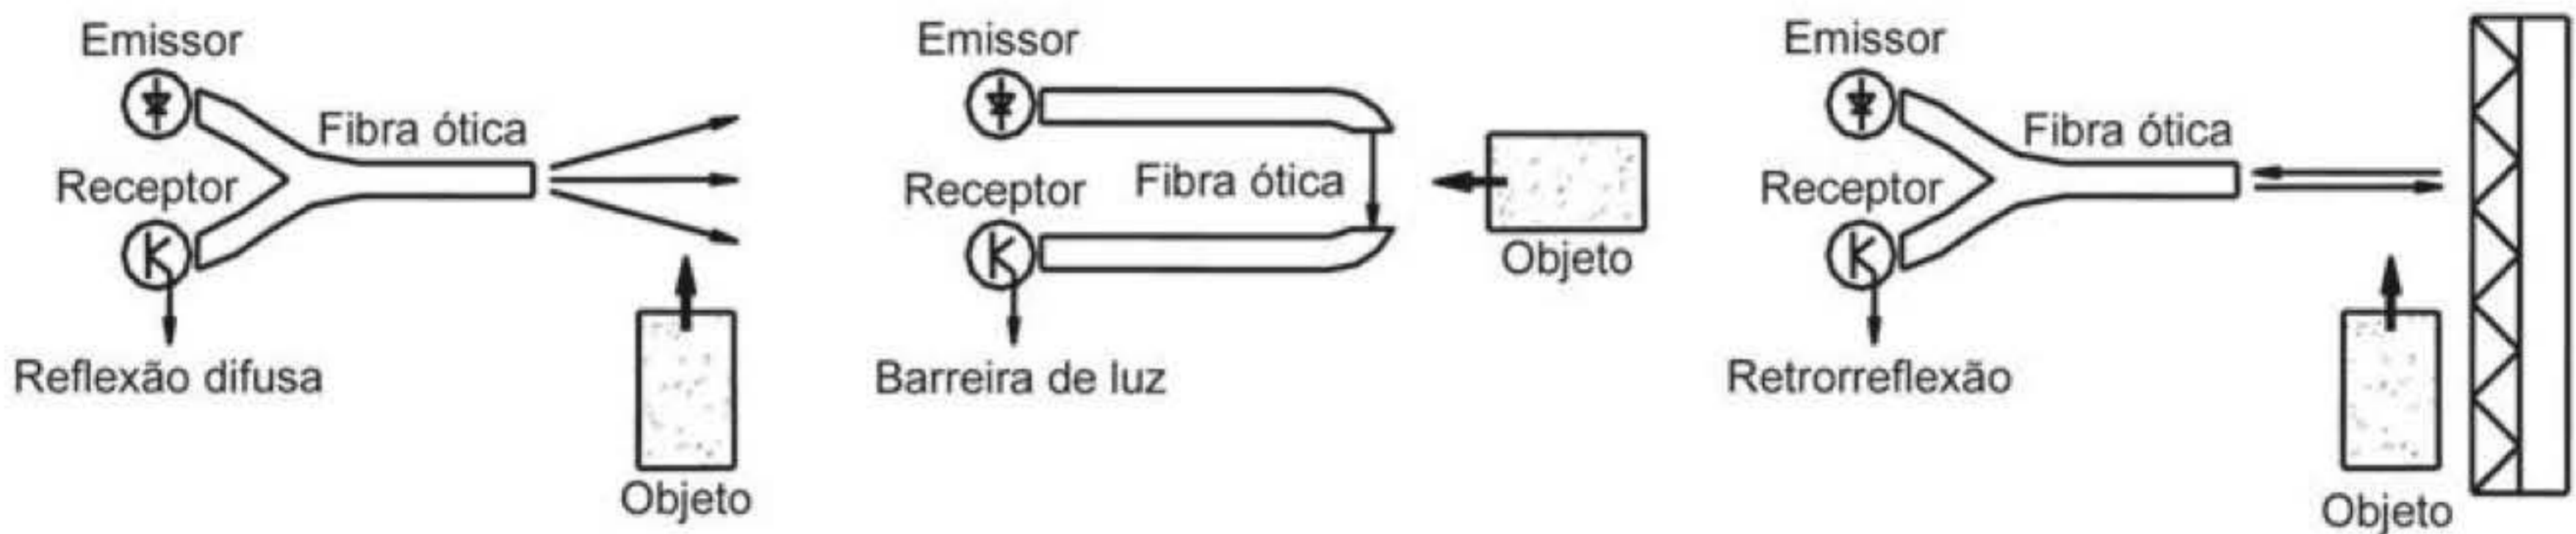 Emissor
Fibra ótica
Receptor
Reflexão difusa
Objeto
Emissor
Receptor
Fibra ótica
Objeto
Barreira de luz
Emissor
Fibra ótica
Receptor
Retrorreflexão
Objeto